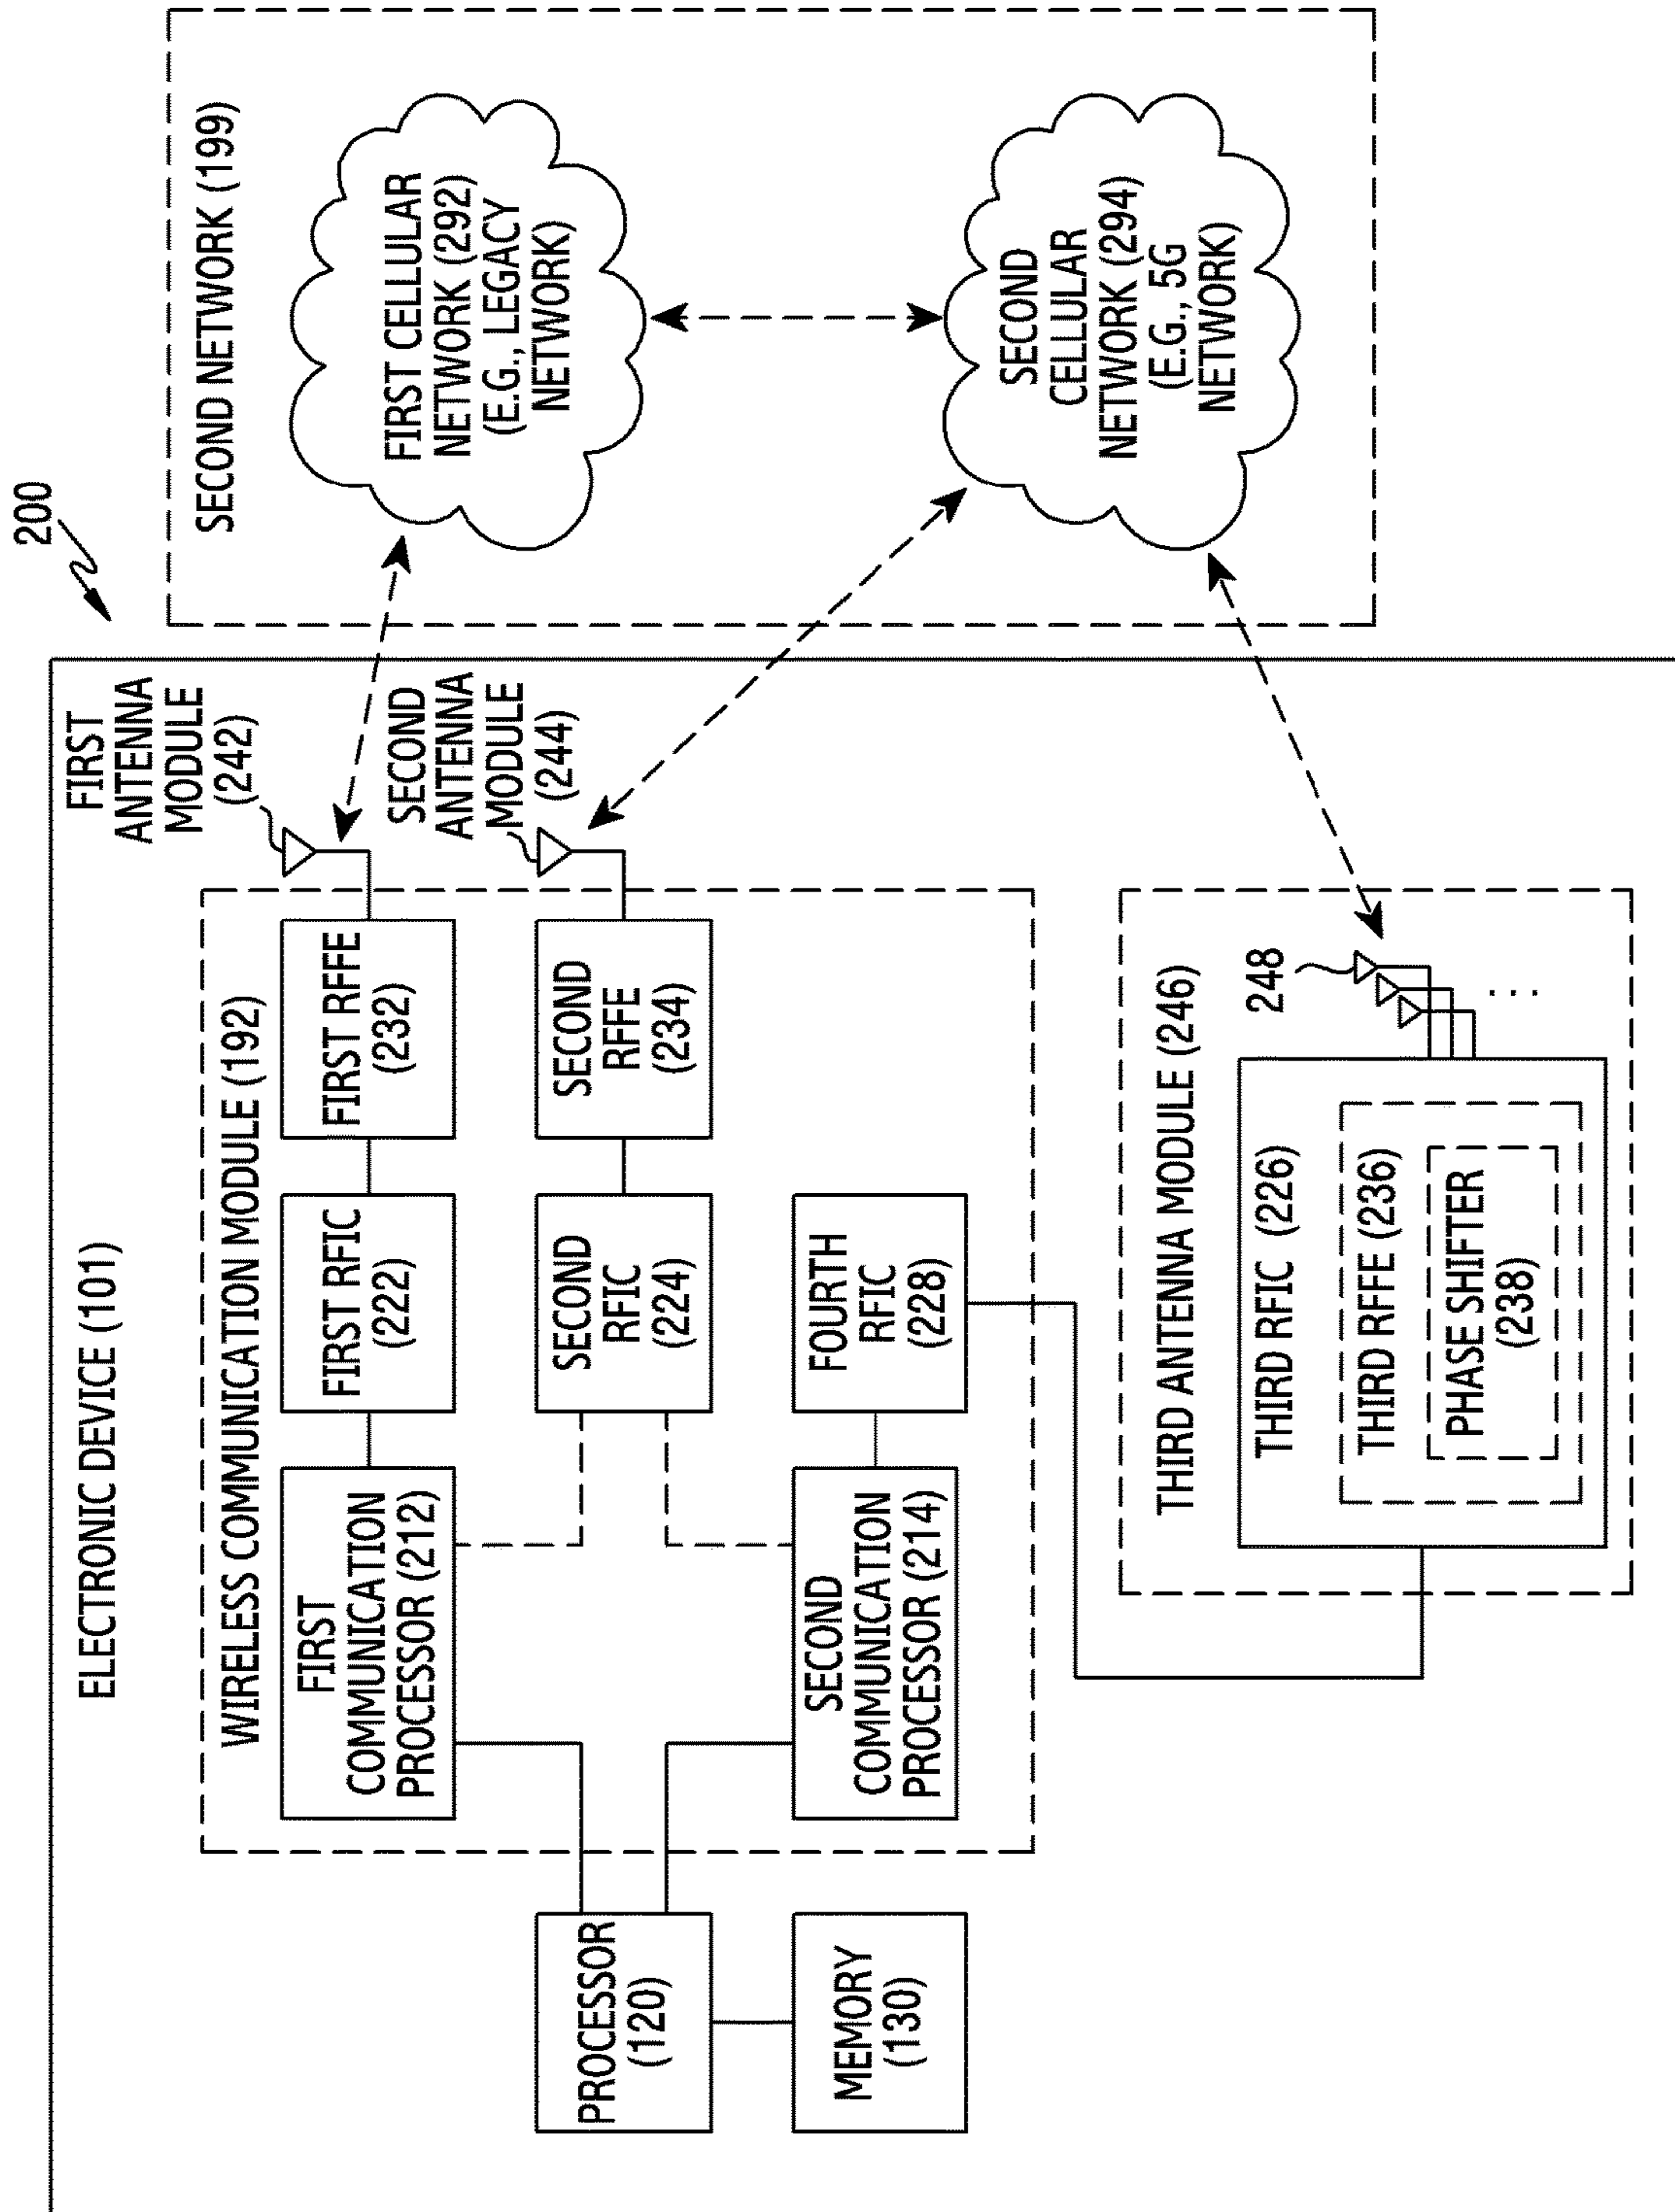 200
ELECTRONIC DEVICE (101)
FIRST
ANTENNA
MODULE
(242)
SECOND NETWORK (199)
WIRELESS COMMUNICATION MODULE (192)
FIRST
COMMUNICATION
PROCESSOR (212)
FIRST RFIC
(222)
FIRST RFFE
(232)
FIRST CELLULAR
NETWORK (292)
(E.G., LEGACY
NETWORK)
SECOND
ANTENNA
MODULE
(244)
PROCESSOR
(120)
SECOND
RFIC
(224)
SECOND
RFFE
(234)
MEMORY
(130)
SECOND
COMMUNICATION
PROCESSOR (214)
FOURTH
RFIC
(228)
SECOND
CELLULAR
NETWORK (294)
(E.G., 5G
NETWORK)
THIRD ANTENNA MODULE (246)
248
THIRD RFIC (226)
THIRD RFFE (236)
PHASE SHIFTER
(238)
...